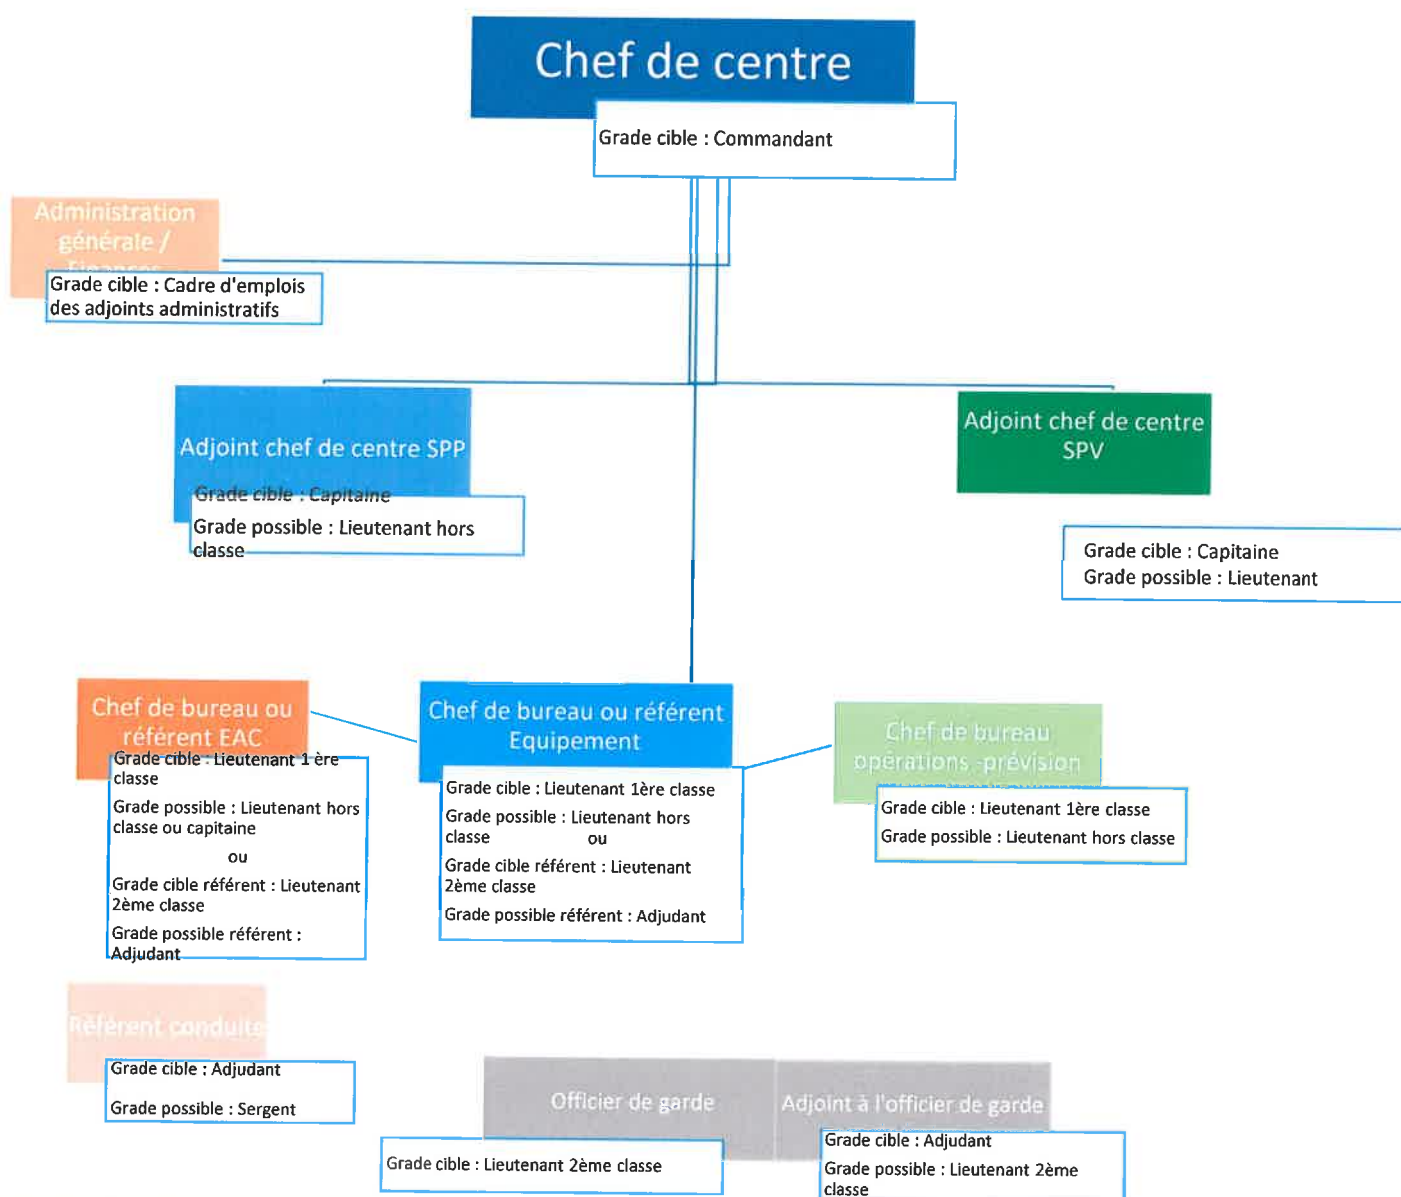 Chef de centre
Grade cible : Commandant
Administration
générale /
Finances
Grade cible : Cadre d'emplois
des adjoints administratifs
Adjoint chef de centre SPP
Grade cible : Capitaine
Grade possible : Lieutenant hors
classe
Adjoint chef de centre
SPV
Grade cible : Capitaine
Grade possible : Lieutenant
Chef de bureau ou
référent EAC
Grade cible : Lieutenant 1 ère
classe
Grade possible : Lieutenant hors
classe ou capitaine
ou
Grade cible référent : Lieutenant
2ème classe
Grade possible référent :
Adjudant
Chef de bureau ou référent
Equipement
Grade cible : Lieutenant 1ère classe
Grade possible : Lieutenant hors
classe ou
Grade cible référent : Lieutenant
2ème classe
Grade possible référent : Adjudant
Chef de bureau
opérations -prévision
Grade cible : Lieutenant 1ère classe
Grade possible : Lieutenant hors classe
Référent conduite
Grade cible : Adjudant
Grade possible : Sergent
Officier de garde
Grade cible : Lieutenant 2ème classe
Adjoint à l'officier de garde
Grade cible : Adjudant
Grade possible : Lieutenant 2ème
classe